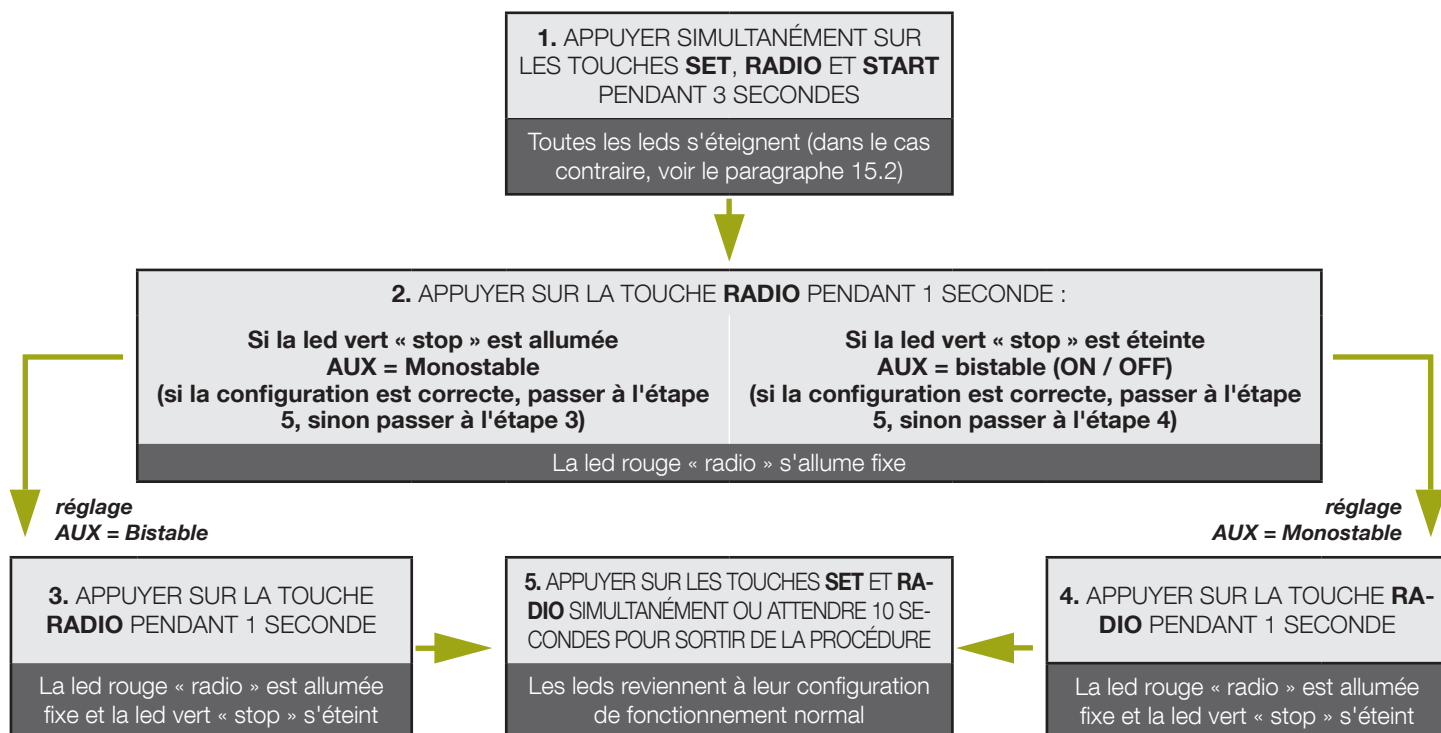 1. APPUYER SIMULTANÉMENT SUR
LES TOUCHES SET, RADIO ET START
PENDANT 3 SECONDES
Toutes les leds s'éteignent (dans le cas
contraire, voir le paragraphe 15.2)
2. APPUYER SUR LA TOUCHE RADIO PENDANT 1 SECONDE :
Si la led vert « stop » est allumée
AUX = Monostable
(si la configuration est correcte, passer à l'étape
5, sinon passer à l'étape 3)
Si la led vert « stop » est éteinte
AUX = bistable (ON / OFF)
(si la configuration est correcte, passer à l'étape
5, sinon passer à l'étape 4)
La led rouge « radio » s'allume fixe
réglage
AUX = Bistable
réglage
AUX = Monostable
3. APPUYER SUR LA TOUCHE
RADIO PENDANT 1 SECONDE
La led rouge « radio » est allumée
fixe et la led vert « stop » s'éteint
5. APPUYER SUR LES TOUCHES SET ET RA-
DIO SIMULTANÉMENT OU ATTENDRE 10 SE-
CONDES POUR SORTIR DE LA PROCÉDURE
Les leds reviennent à leur configuration
de fonctionnement normal
4. APPUYER SUR LA TOUCHE RA-
DIO PENDANT 1 SECONDE
La led rouge « radio » est allumée
fixe et la led vert « stop » s'éteint